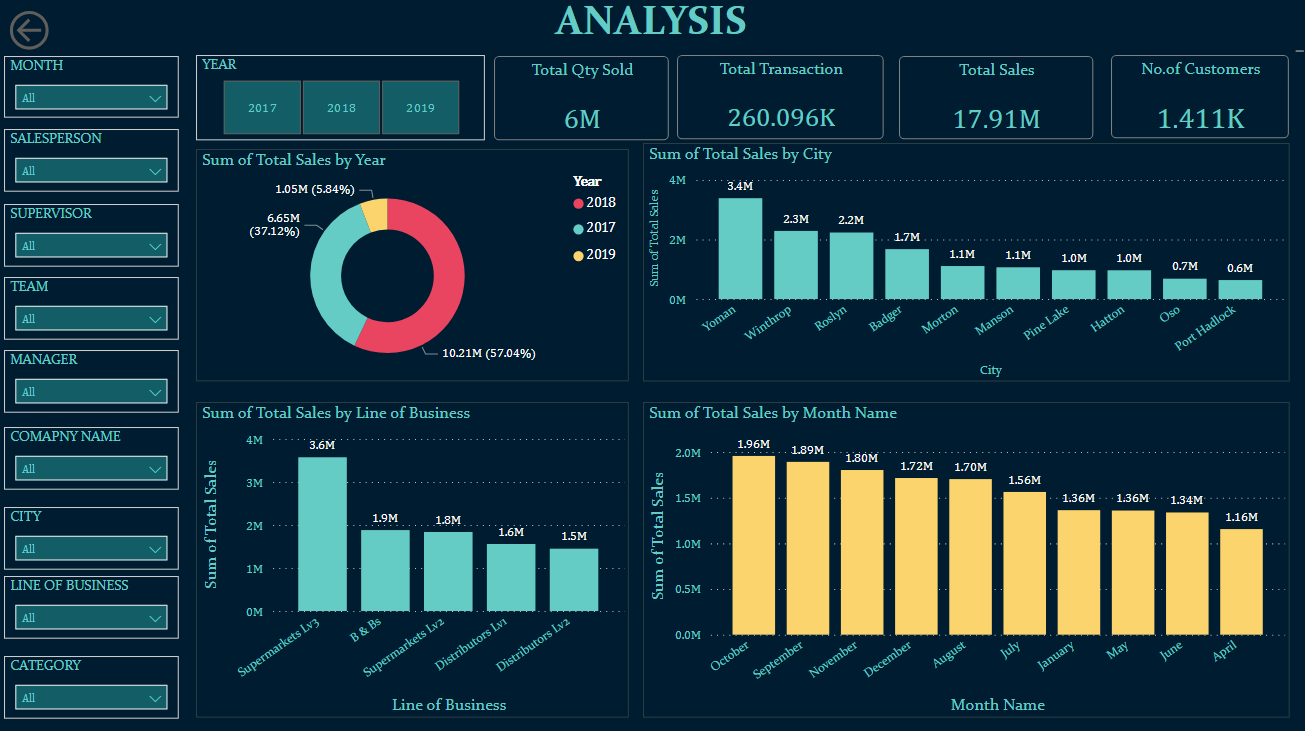 ANALYSIS
MONTH
All
SALESPERSON
All
SUPERVISOR
All
TEAM
All
MANAGER
All
COMAPNY NAME
All
CITY
All
LINE OF BUSINESS
All
CATEGORY
All
YEAR
2017
2018
2019
Total Qty Sold
6M
Total Transaction
260.096K
Total Sales
17.91M
No.of Customers
1.411K
Sum of Total Sales by Year
1.05M (5.84%)
6.65M
(37.12%)
10.21M (57.04%)
Year
2018
2017
2019
Sum of Total Sales by City
Sum of Total Sales
4M
2M
0M
3.4M
2.3M
2.2M
1.7M
1.1M
1.1M
1.0M
1.0M
0.7M
0.6M
Yoman
Winthrop
Roslyn
Badger
Morton
Manson
Pine Lake
Hatton
Oso
Port Hadlock
City
Sum of Total Sales by Line of Business
Sum of Total Sales
4M
3M
2M
1M
0M
3.6M
1.9M
1.8M
1.6M
1.5M
Supermarkets Lv3
B & Bs
Supermarkets Lv2
Distributors Lv1
Distributors Lv2
Line of Business
Sum of Total Sales by Month Name
Sum of Total Sales
2.0M
1.5M
1.0M
0.5M
0.0M
1.96M
1.89M
1.80M
1.72M
1.70M
1.56M
1.36M
1.36M
1.34M
1.16M
October
September
November
December
August
July
January
May
June
April
Month Name